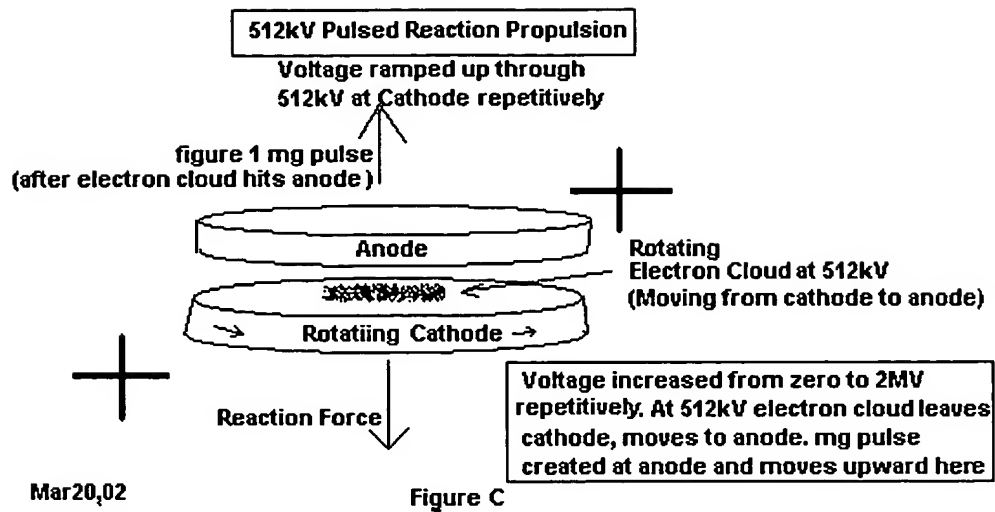 512kV Pulsed Reaction Propulsion
Voltage ramped up through
512kV at Cathode repetitively
figure 1 mg pulse
(after electron cloud hits anode)
Anode
Rotating
Electron Cloud at 512kV
(Moving from cathode to anode)
Rotatiing Cathode
Reaction Force
Voltage increased from zero to 2MV
repetitively. At 512kV electron cloud leaves
cathode, moves to anode. mg pulse
created at anode and moves upward here
Mar20,02
Figure C